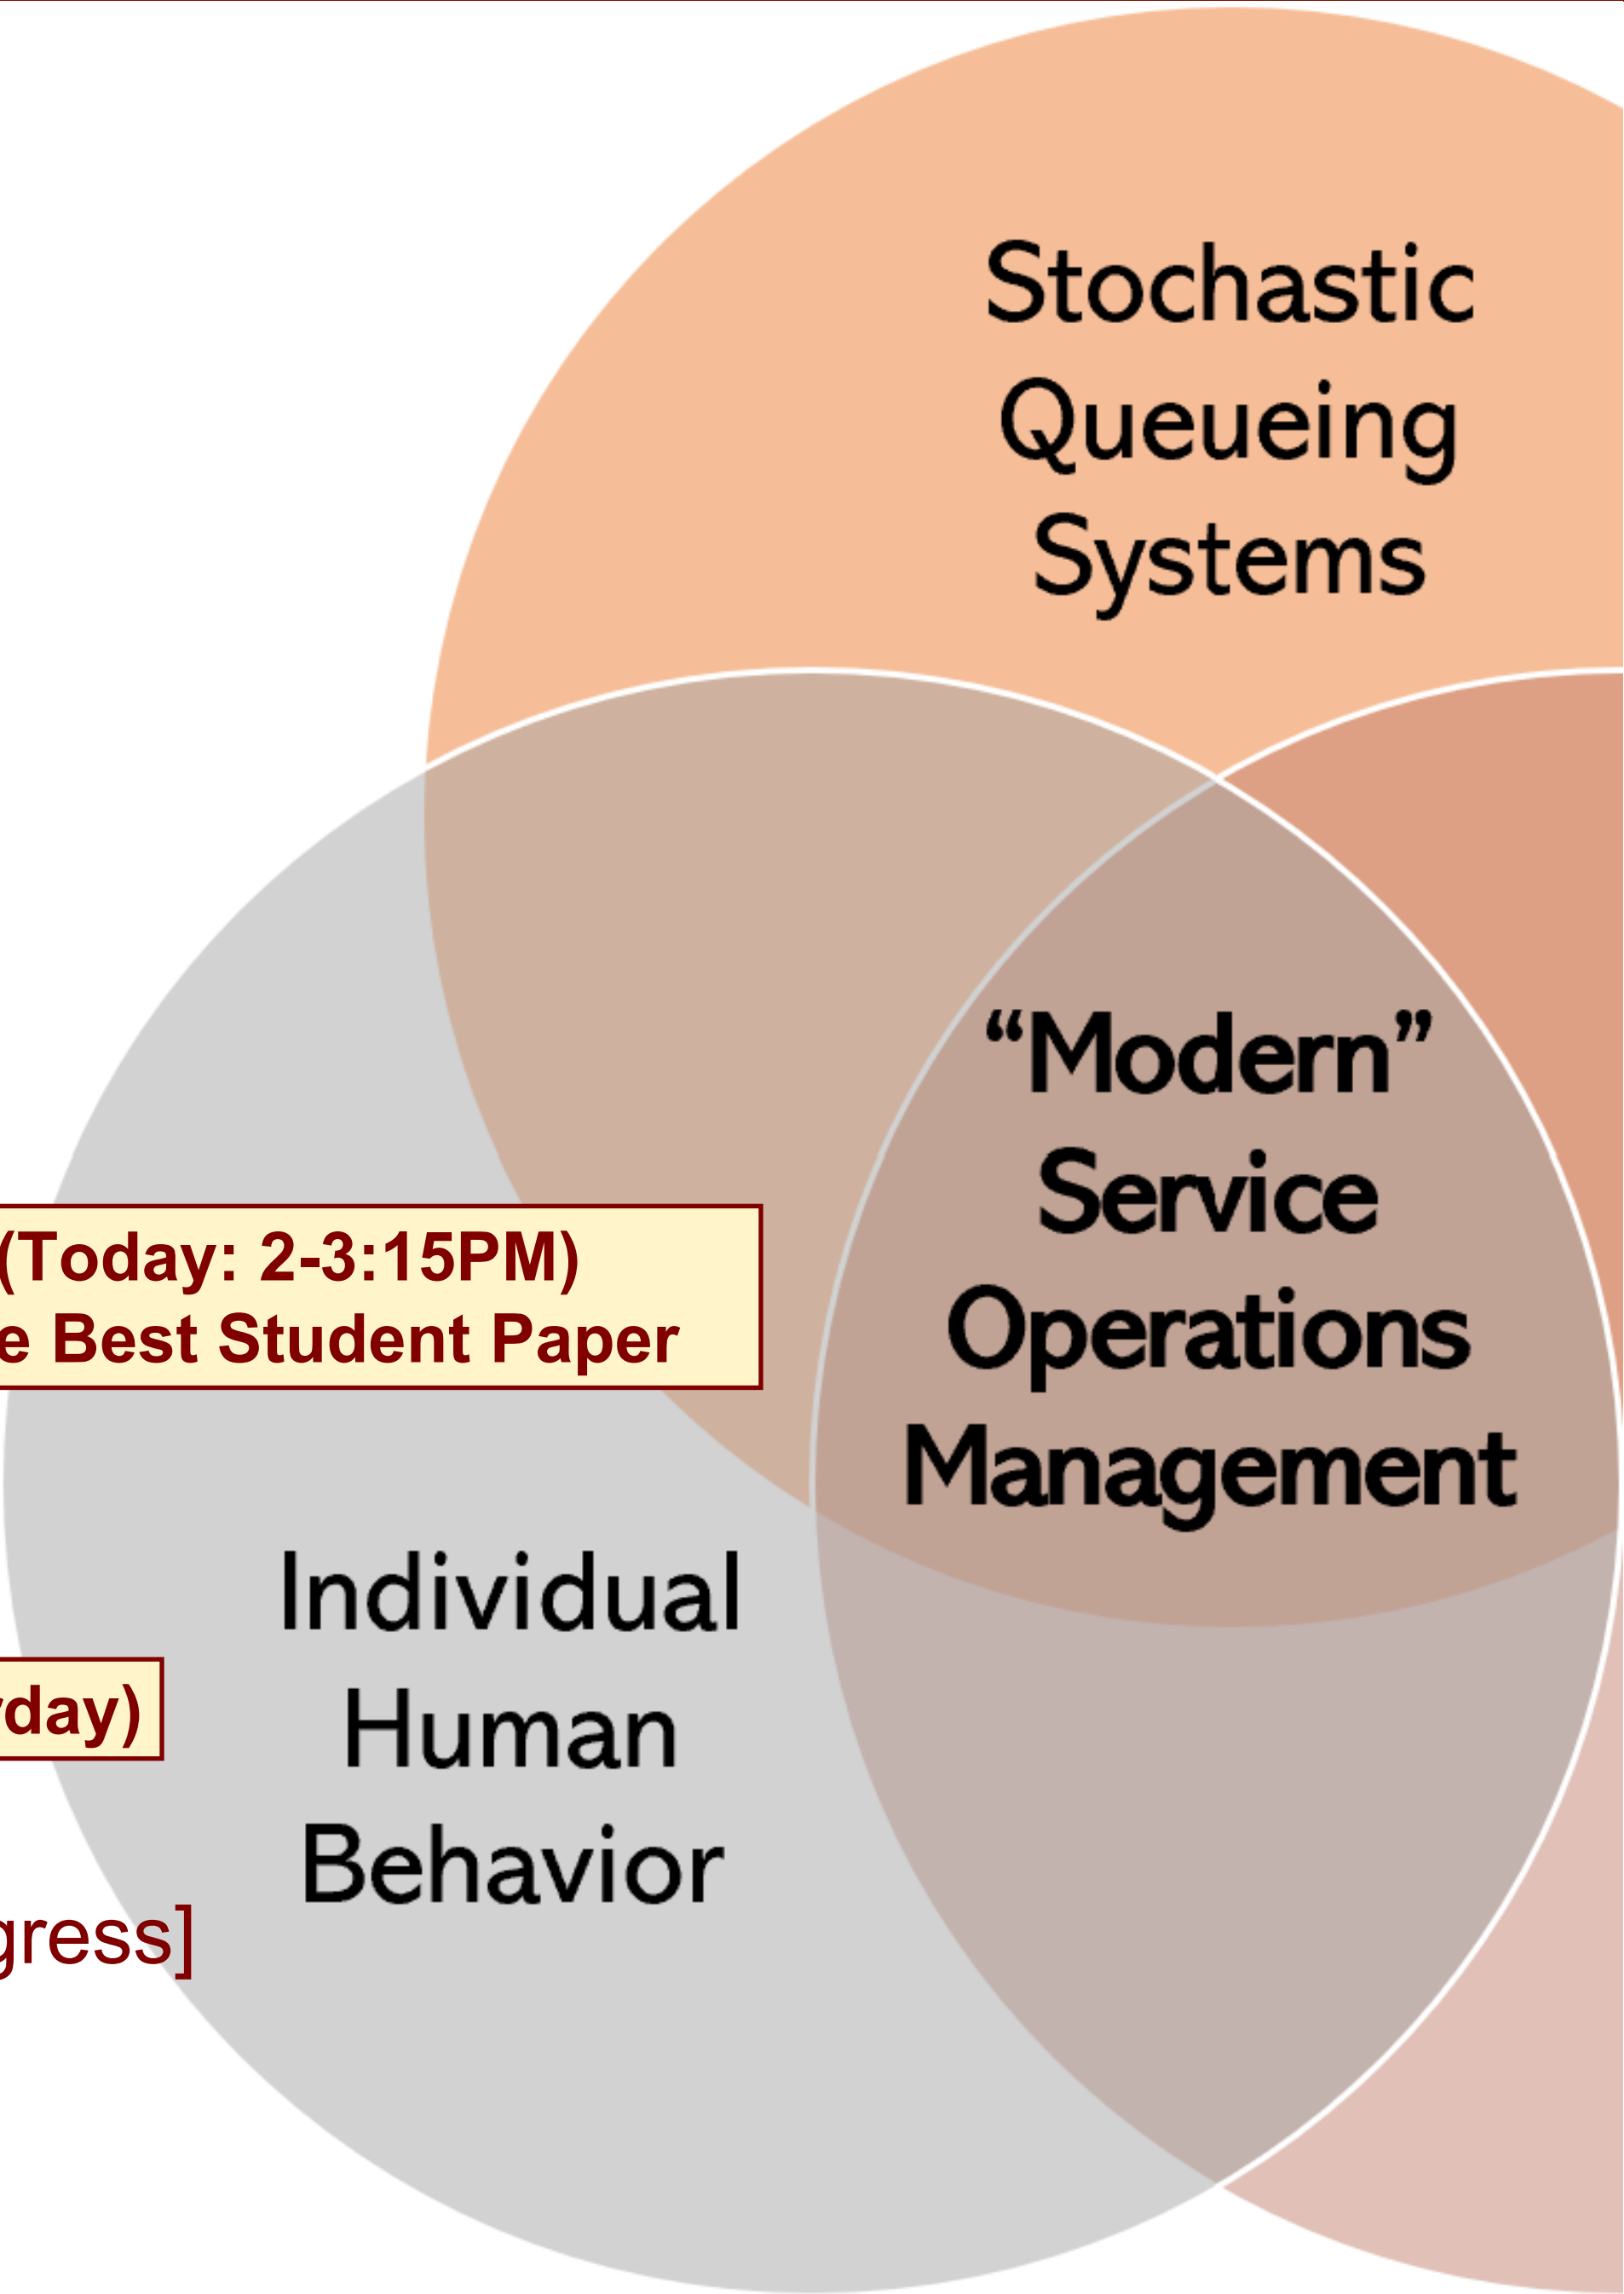 Stochastic
Queueing
Systems
“Modern”
Service
Operations
Management
(Today: 2-3:15PM)
e Best Student Paper
Individual
Human
Behavior
day)
gress]